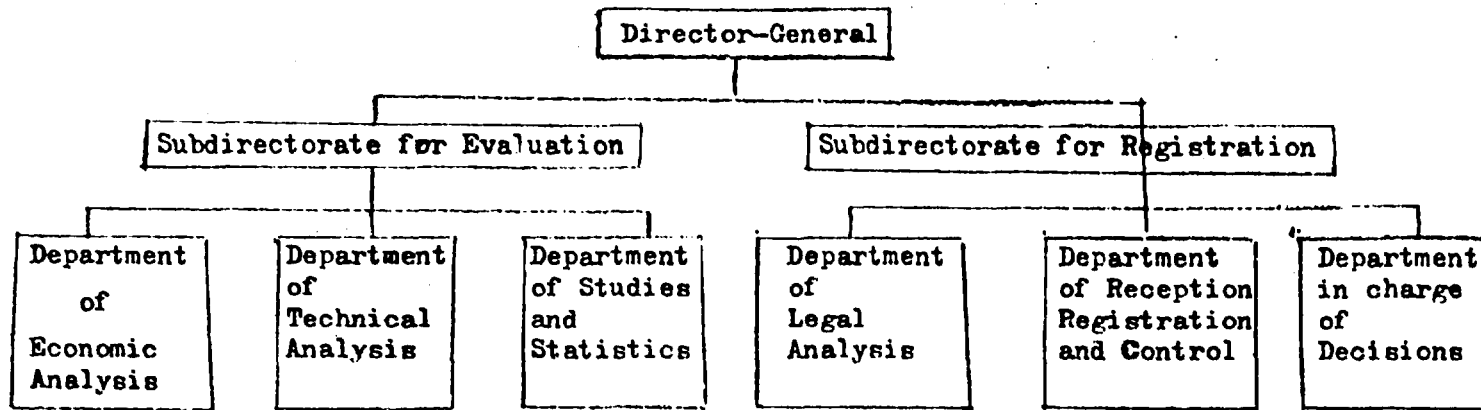 Director-General
Subdirectorate for Evaluation
Subdirectorate for Registration
Department
of
Economic
Analysis
Department
of
Technical
Analysis
Department
of Studies
and
Statistics
Department
of
Legal
Analysis
Department
of Reception
Registration
and Control
Department
in charge
of
Decisions